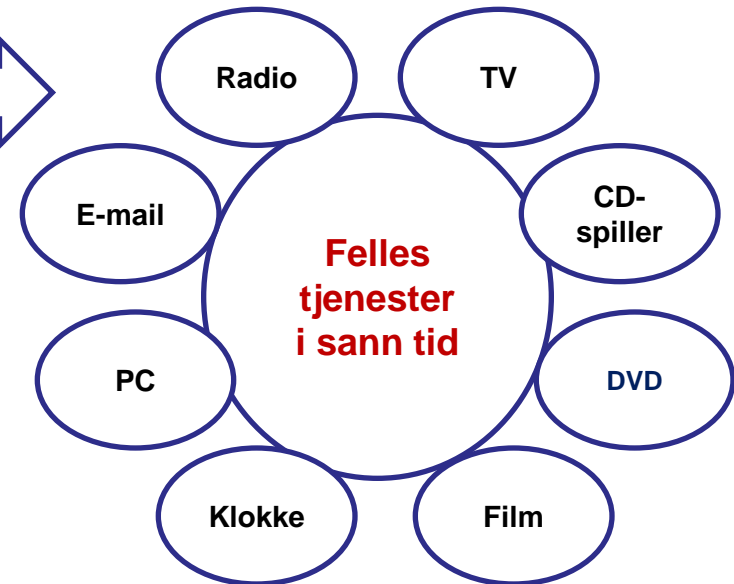 Radio
TV
E-mail
CD-
spiller
Felles
tjenester
i sann tid
PC
DVD
Klokke
Film